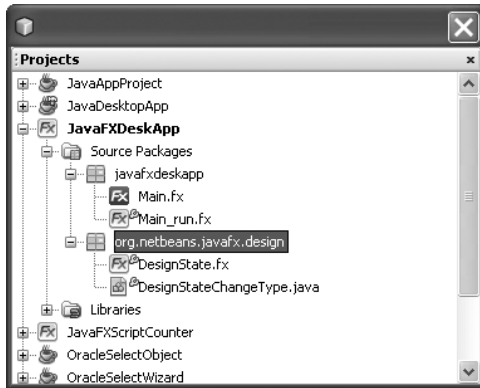 Projects
JavaAppProject
JavaDesktopApp
JavaFXDeskApp
Source Packages
javafxdeskapp
Main.fx
Main_run.fx
org.netbeans.javafx.design
DesignState.fx
DesignStateChangeType.java
Libraries
JavaFXScriptCounter
OracleSelectObject
OracleSelectWizard